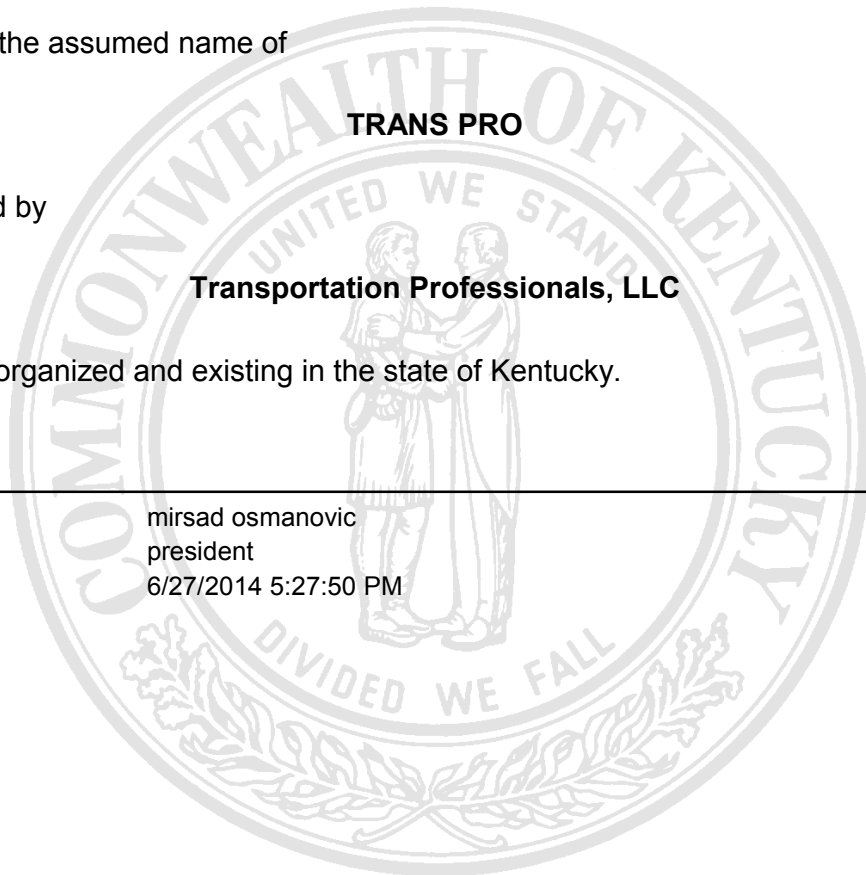 the assumed name of
TRANS PRO
d by
Transportation Professionals, LLC
organized and existing in the state of Kentucky.
mirsad osmanovic
president
6/27/2014 5:27:50 PM
COMMONWEALTH OF KENTUCKY
UNITED WE STAND
DIVIDED WE FALL